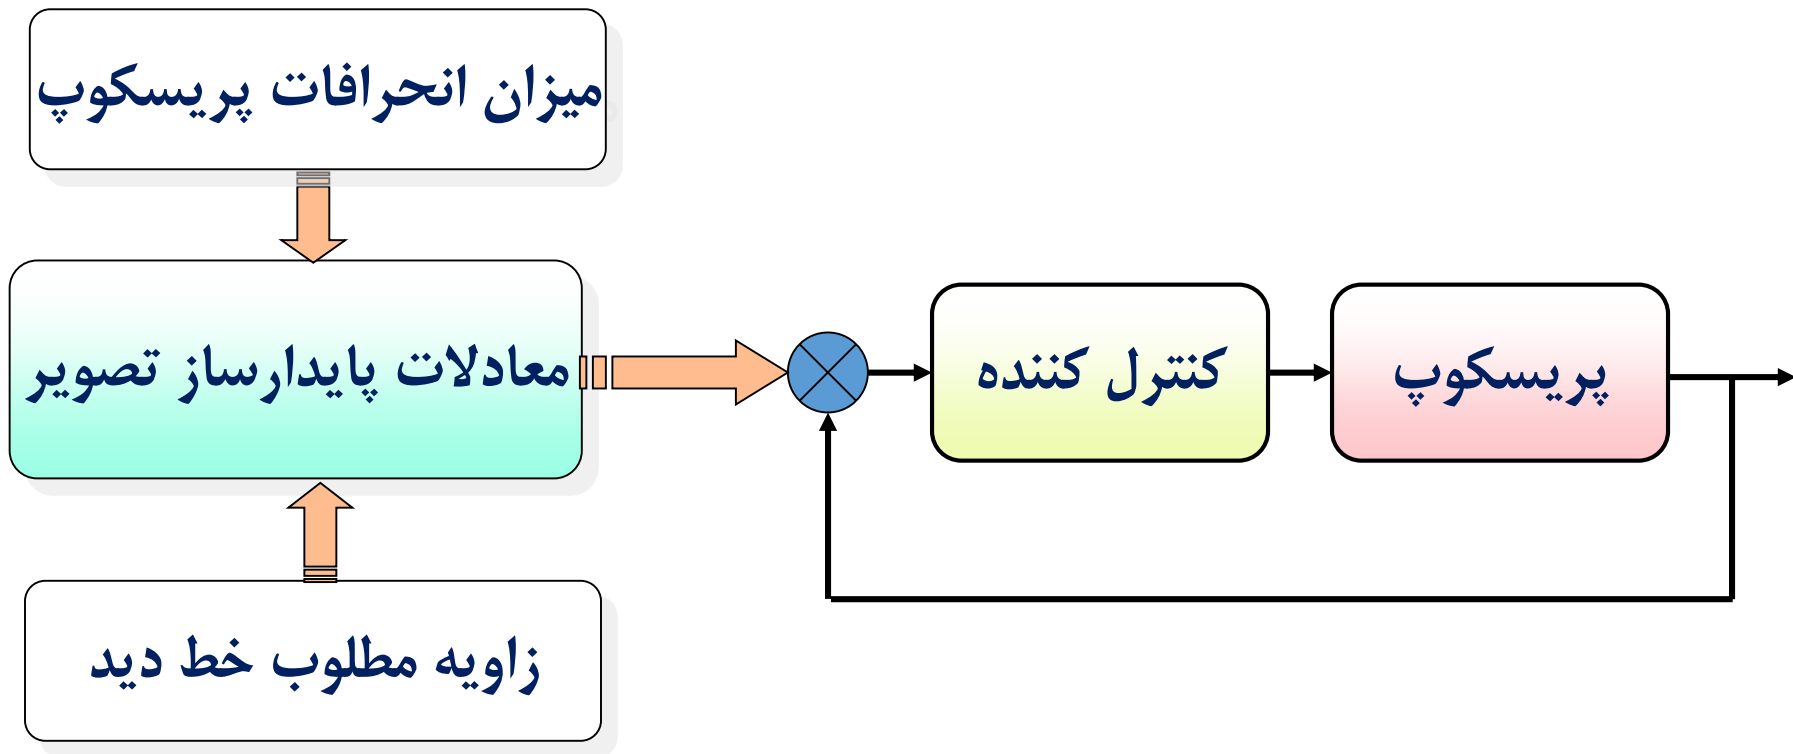 میزان انحرافات پریسکوپ
معادلات پایدارساز تصویر
کنترل کننده
پریسکوپ
زاویه مطلوب خط دید